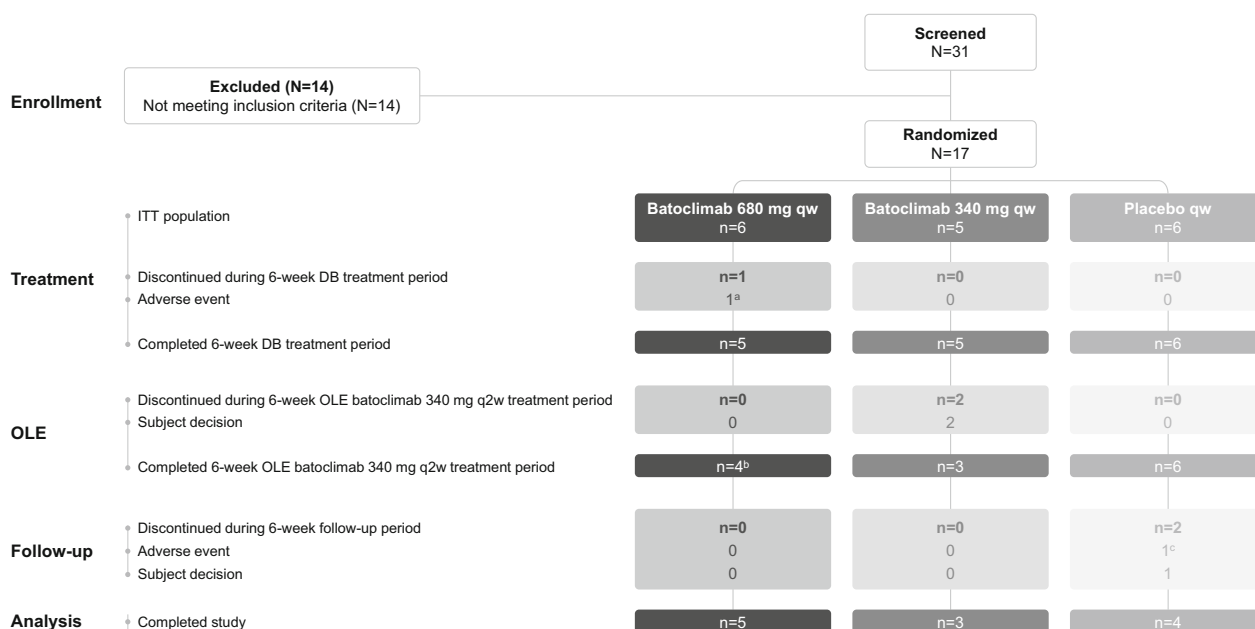 Screened
N=31
Excluded (N=14)
Not meeting inclusion criteria (N=14)
Enrollment
Randomized
N=17
Batoclimab 680 mg qw
n=6
Batoclimab 340 mg qw
n=5
Placebo qw
n=6
ITT population
Treatment
Discontinued during 6-week DB treatment period
n=1
n=0
n=0
Adverse event
1ᵃ
0
0
Completed 6-week DB treatment period
n=5
n=5
n=6
OLE
Discontinued during 6-week OLE batoclimab 340 mg q2w treatment period
n=0
n=2
n=0
Subject decision
0
2
0
Completed 6-week OLE batoclimab 340 mg q2w treatment period
n=4ᵇ
n=3
n=6
Follow-up
Discontinued during 6-week follow-up period
n=0
n=0
n=2
Adverse event
0
0
1ᶜ
Subject decision
0
0
1
Analysis
Completed study
n=5
n=3
n=4